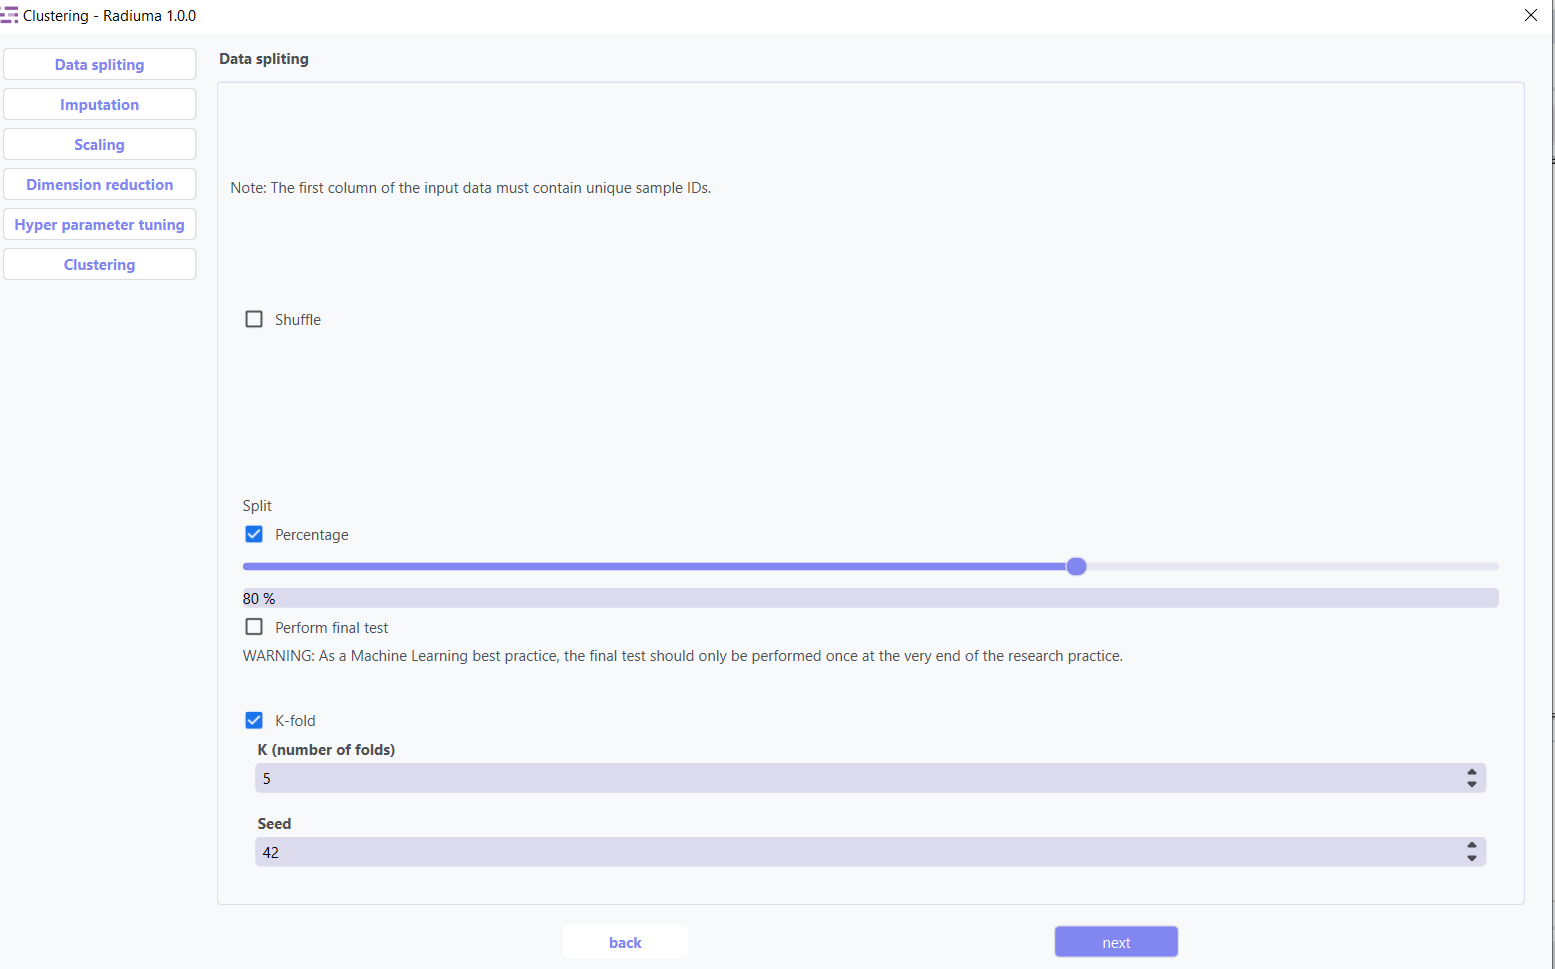 Clustering - Radiuma 1.0.0
Data spliting
Imputation
Scaling
Dimension reduction
Hyper parameter tuning
Clustering
Data spliting
Note: The first column of the input data must contain unique sample IDs.
Shuffle
Split
Percentage
80 %
Perform final test
WARNING: As a Machine Learning best practice, the final test should only be performed once at the very end of the research practice.
K-fold
K (number of folds)
5
Seed
42
back
next